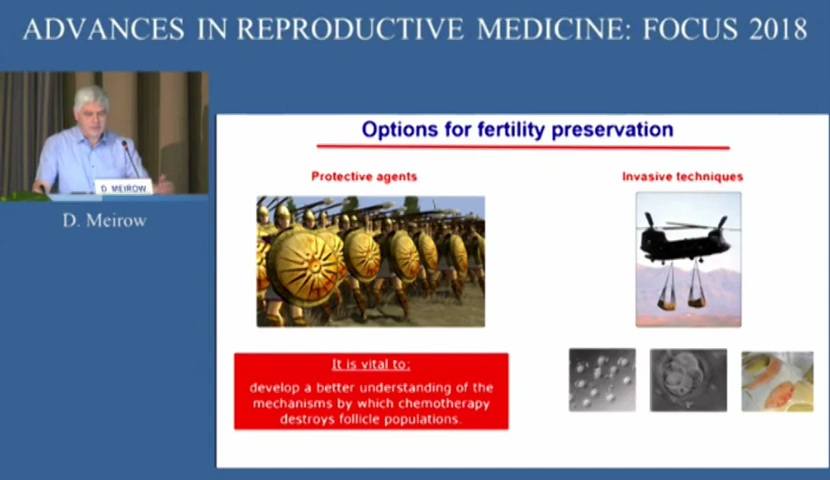 ADVANCES IN REPRODUCTIVE MEDICINE: FOCUS 2018
D. MEIROW
D. Meirow
Options for fertility preservation
Protective agents
Invasive techniques
It is vital to:
develop a better understanding of the
mechanisms by which chemotherapy
destroys follicle populations.